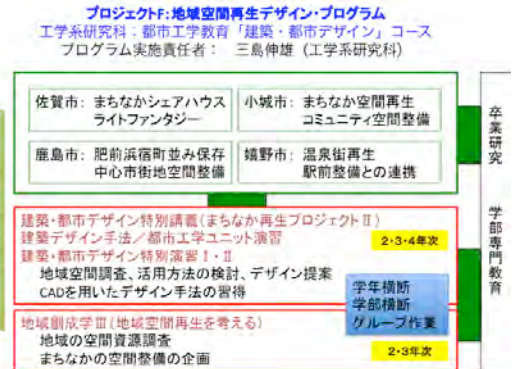 プロジェクトF:地域空間再生デザイン・プログラム
工学系研究科:都市工学教育「建築・都市デザイン」コース
プログラム実施責任者: 三島伸雄(工学系研究科)
佐賀市: まちなかシェアハウス
ライトファンタジー
小城市: まちなか空間再生
コミュニティ空間整備
鹿島市: 肥前浜宿町並み保存
中心市街地空間整備
嬉野市: 温泉街再生
駅前整備との連携
卒業研究
学部専門教育
建築・都市デザイン特別講義(まちなか再生プロジェクトⅡ)
建築デザイン手法/都市工学ユニット演習
建築・都市デザイン特別演習Ⅰ・Ⅱ
2・3・4年次
地域空間調査、活用方法の検討、デザイン提案
CADを用いたデザイン手法の習得
学年横断
学部横断
グループ作業
地域創成学Ⅲ(地域空間再生を考える)
地域の空間資源調査
まちなかの空間整備の企画
2・3年次